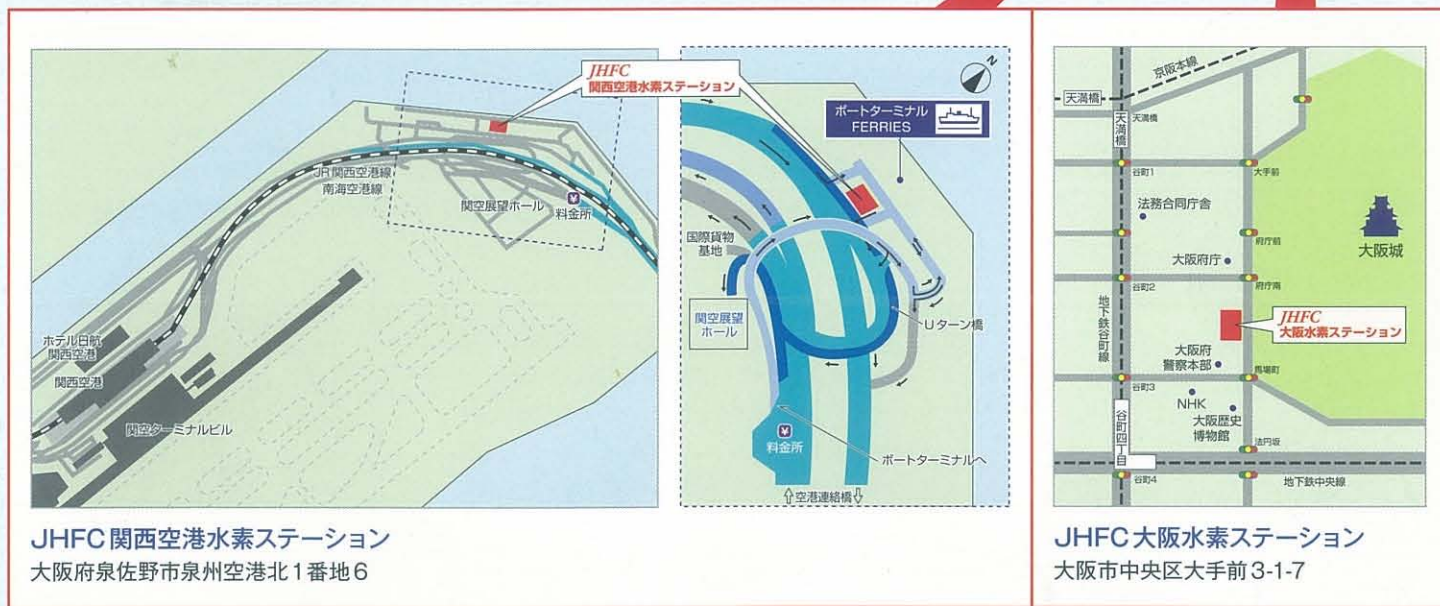 JHFC
関西空港水素ステーション
JR関西空港線
南海空港線
関空展望ホール
¥
料金所
ホテル日航
関西空港
関西空港
関空ターミナルビル
N
ポートターミナル
FERRIES
国際貨物
基地
関空展望
ホール
Uターン橋
¥
料金所
ポートターミナルへ
空港連絡橋
JHFC関西空港水素ステーション
大阪府泉佐野市泉州空港北1番地6
京阪本線
天満橋
天満橋
天満橋
谷町1
大手前
法務合同庁舎
府庁前
大阪城
大阪府庁
谷町2
府庁南
地下鉄谷町線
JHFC
大阪水素ステーション
大阪府
警察本部
馬場町
谷町3
NHK
大阪歴史
博物館
谷町四丁目
法円坂
谷町4
地下鉄中央線
JHFC大阪水素ステーション
大阪市中央区大手前3-1-7